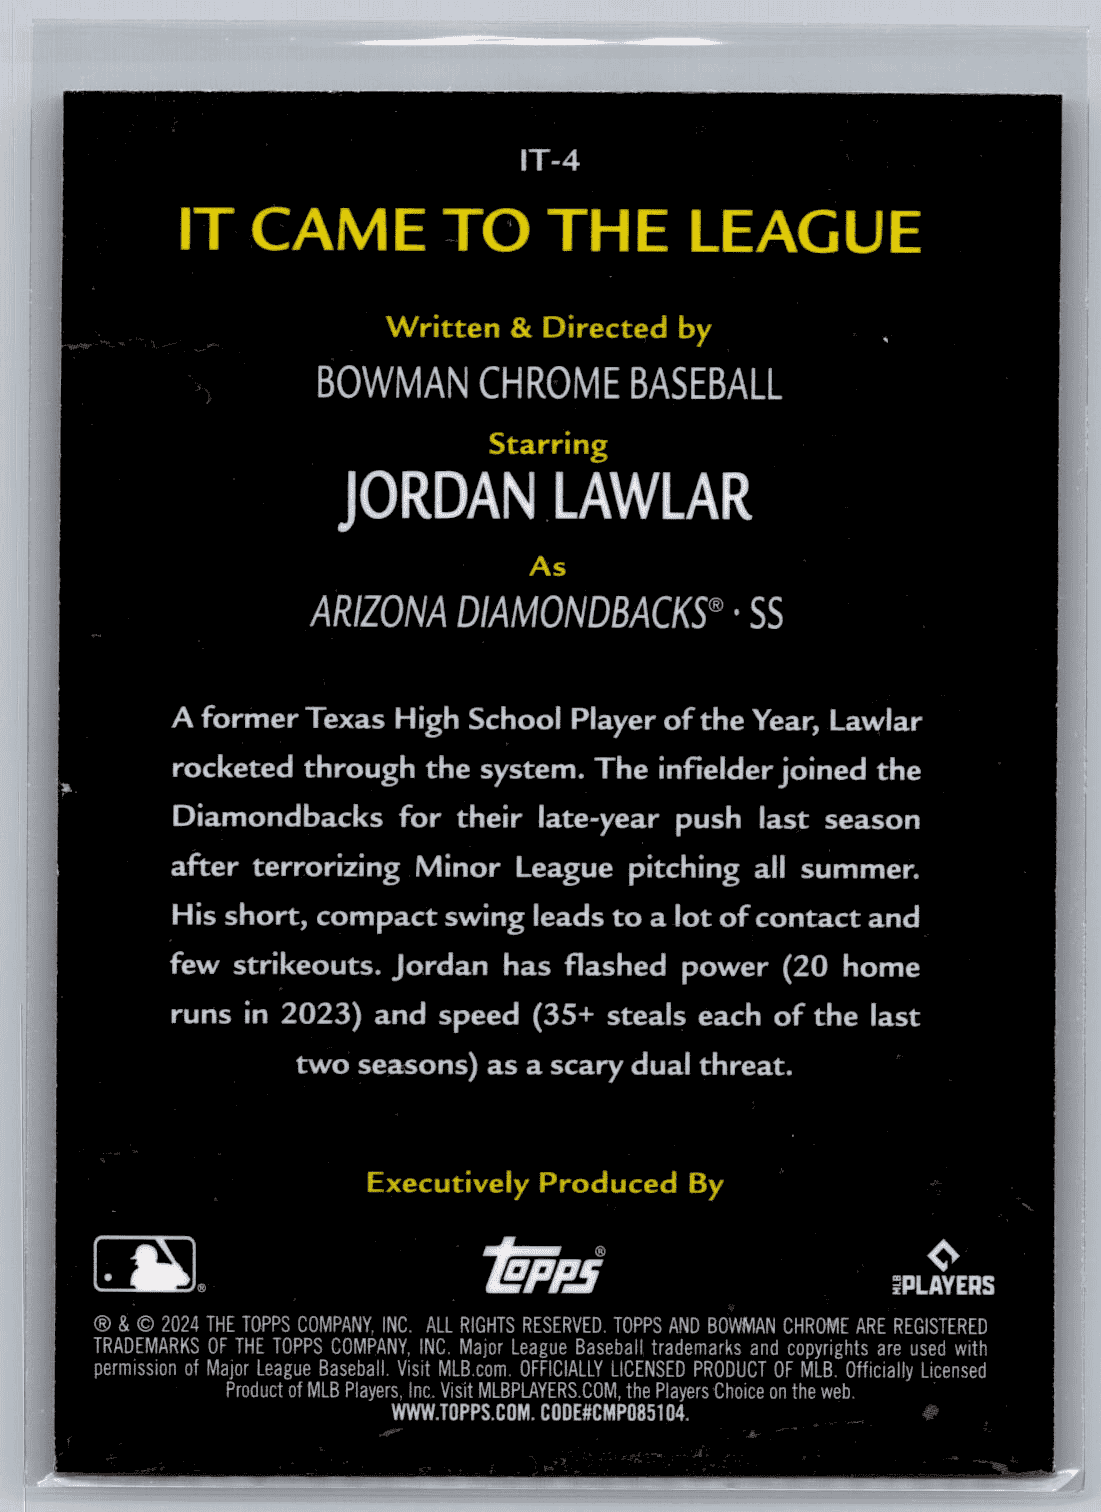 IT-4
IT CAME TO THE LEAGUE
Written & Directed by
BOWMAN CHROME BASEBALL
Starring
JORDAN LAWLAR
As
ARIZONA DIAMONDBACKS® · SS
A former Texas High School Player of the Year, Lawlar
rocketed through the system. The infielder joined the
Diamondbacks for their late-year push last season
after terrorizing Minor League pitching all summer.
His short, compact swing leads to a lot of contact and
few strikeouts. Jordan has flashed power (20 home
runs in 2023) and speed (35+ steals each of the last
two seasons) as a scary dual threat.
Executively Produced By
®
Topps®
MLB PLAYERS
® & © 2024 THE TOPPS COMPANY, INC. ALL RIGHTS RESERVED. TOPPS AND BOWMAN CHROME ARE REGISTERED
TRADEMARKS OF THE TOPPS COMPANY, INC. Major League Baseball trademarks and copyrights are used with
permission of Major League Baseball. Visit MLB.com. OFFICIALLY LICENSED PRODUCT OF MLB. Officially Licensed
Product of MLB Players, Inc. Visit MLBPLAYERS.COM, the Players Choice on the web.
WWW.TOPPS.COM. CODE#CMP085104.